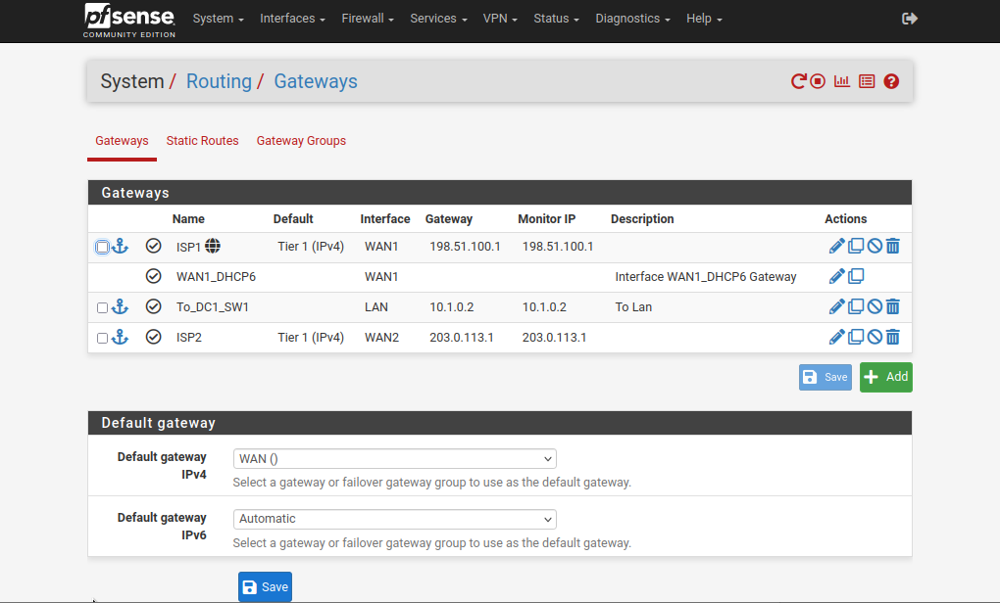 pfsense
COMMUNITY EDITION
System Interfaces Firewall Services VPN Status Diagnostics Help
System / Routing / Gateways
Gateways Static Routes Gateway Groups
Gateways
Name Default Interface Gateway Monitor IP Description Actions
ISP1 Tier 1 (IPv4) WAN1 198.51.100.1 198.51.100.1
WAN1_DHCP6 WAN1 Interface WAN1_DHCP6 Gateway
To_DC1_SW1 LAN 10.1.0.2 10.1.0.2 To Lan
ISP2 Tier 1 (IPv4) WAN2 203.0.113.1 203.0.113.1
Save Add
Default gateway
Default gateway
IPv4
WAN ()
Select a gateway or failover gateway group to use as the default gateway.
Default gateway
IPv6
Automatic
Select a gateway or failover gateway group to use as the default gateway.
Save